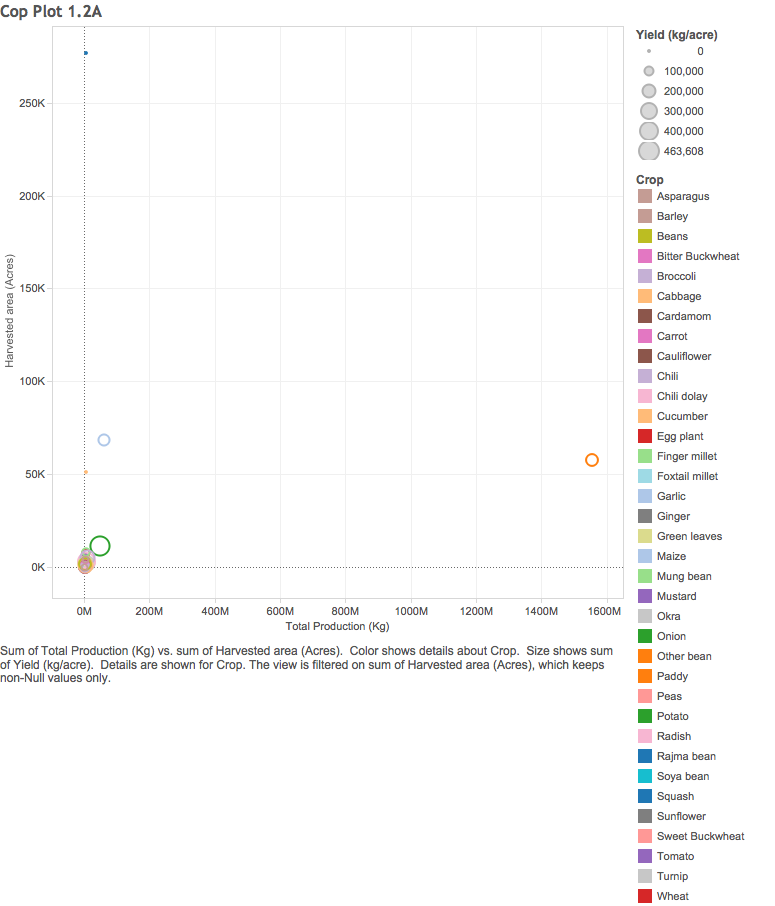 Cop Plot 1.2A
250K
200K
150K
100K
50K
0K
Harvested area (Acres)
0M
200M
400M
600M
800M
1000M
1200M
1400M
1600M
Total Production (Kg)
Sum of Total Production (Kg) vs. sum of Harvested area (Acres).  Color shows details about Crop.  Size shows sum
of Yield (kg/acre).  Details are shown for Crop. The view is filtered on sum of Harvested area (Acres), which keeps
non-Null values only.
Yield (kg/acre)
0
100,000
200,000
300,000
400,000
463,608
Crop
Asparagus
Barley
Beans
Bitter Buckwheat
Broccoli
Cabbage
Cardamom
Carrot
Cauliflower
Chili
Chili dolay
Cucumber
Egg plant
Finger millet
Foxtail millet
Garlic
Ginger
Green leaves
Maize
Mung bean
Mustard
Okra
Onion
Other bean
Paddy
Peas
Potato
Radish
Rajma bean
Soya bean
Squash
Sunflower
Sweet Buckwheat
Tomato
Turnip
Wheat